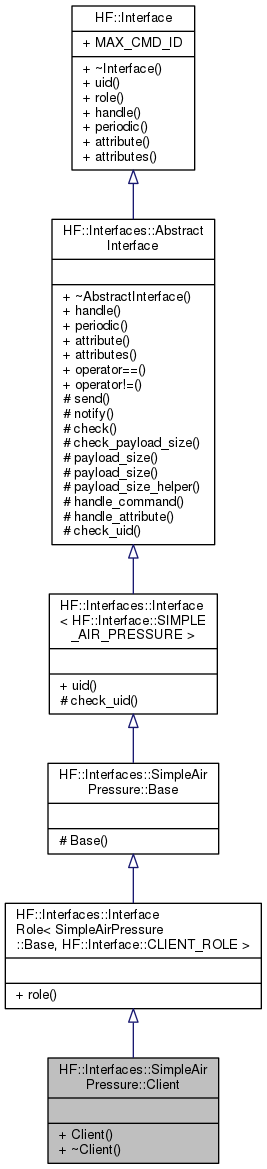 HF::Interface
+ MAX_CMD_ID
+ ~Interface()
+ uid()
+ role()
+ handle()
+ periodic()
+ attribute()
+ attributes()
HF::Interfaces::Abstract
Interface
+ ~AbstractInterface()
+ handle()
+ periodic()
+ attribute()
+ attributes()
+ operator==()
+ operator!=()
# send()
# notify()
# check()
# check_payload_size()
# payload_size()
# payload_size()
# payload_size_helper()
# handle_command()
# handle_attribute()
# check_uid()
HF::Interfaces::Interface
< HF::Interface::SIMPLE
_AIR_PRESSURE >
+ uid()
# check_uid()
HF::Interfaces::SimpleAir
Pressure::Base
# Base()
HF::Interfaces::Interface
Role< SimpleAirPressure
::Base, HF::Interface::CLIENT_ROLE >
+ role()
HF::Interfaces::SimpleAir
Pressure::Client
+ Client()
+ ~Client()